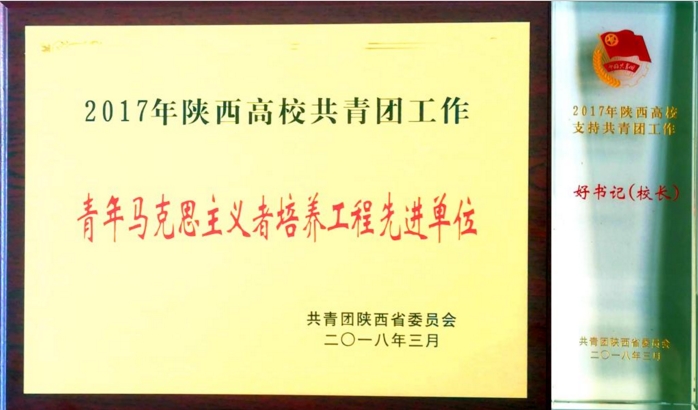 2017年陕西高校共青团工作
青年马克思主义者培养工程先进单位
共青团陕西省委员会
二〇一八年三月
2017年陕西高校
支持共青团工作
好书记(校长)
共青团陕西省委员会
二〇一八年三月